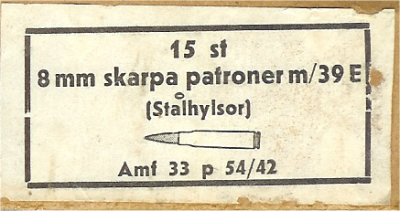 15 st
8 mm skarpa patroner m/39 E
(Stålhylsor)
Amf 33 p 54/42